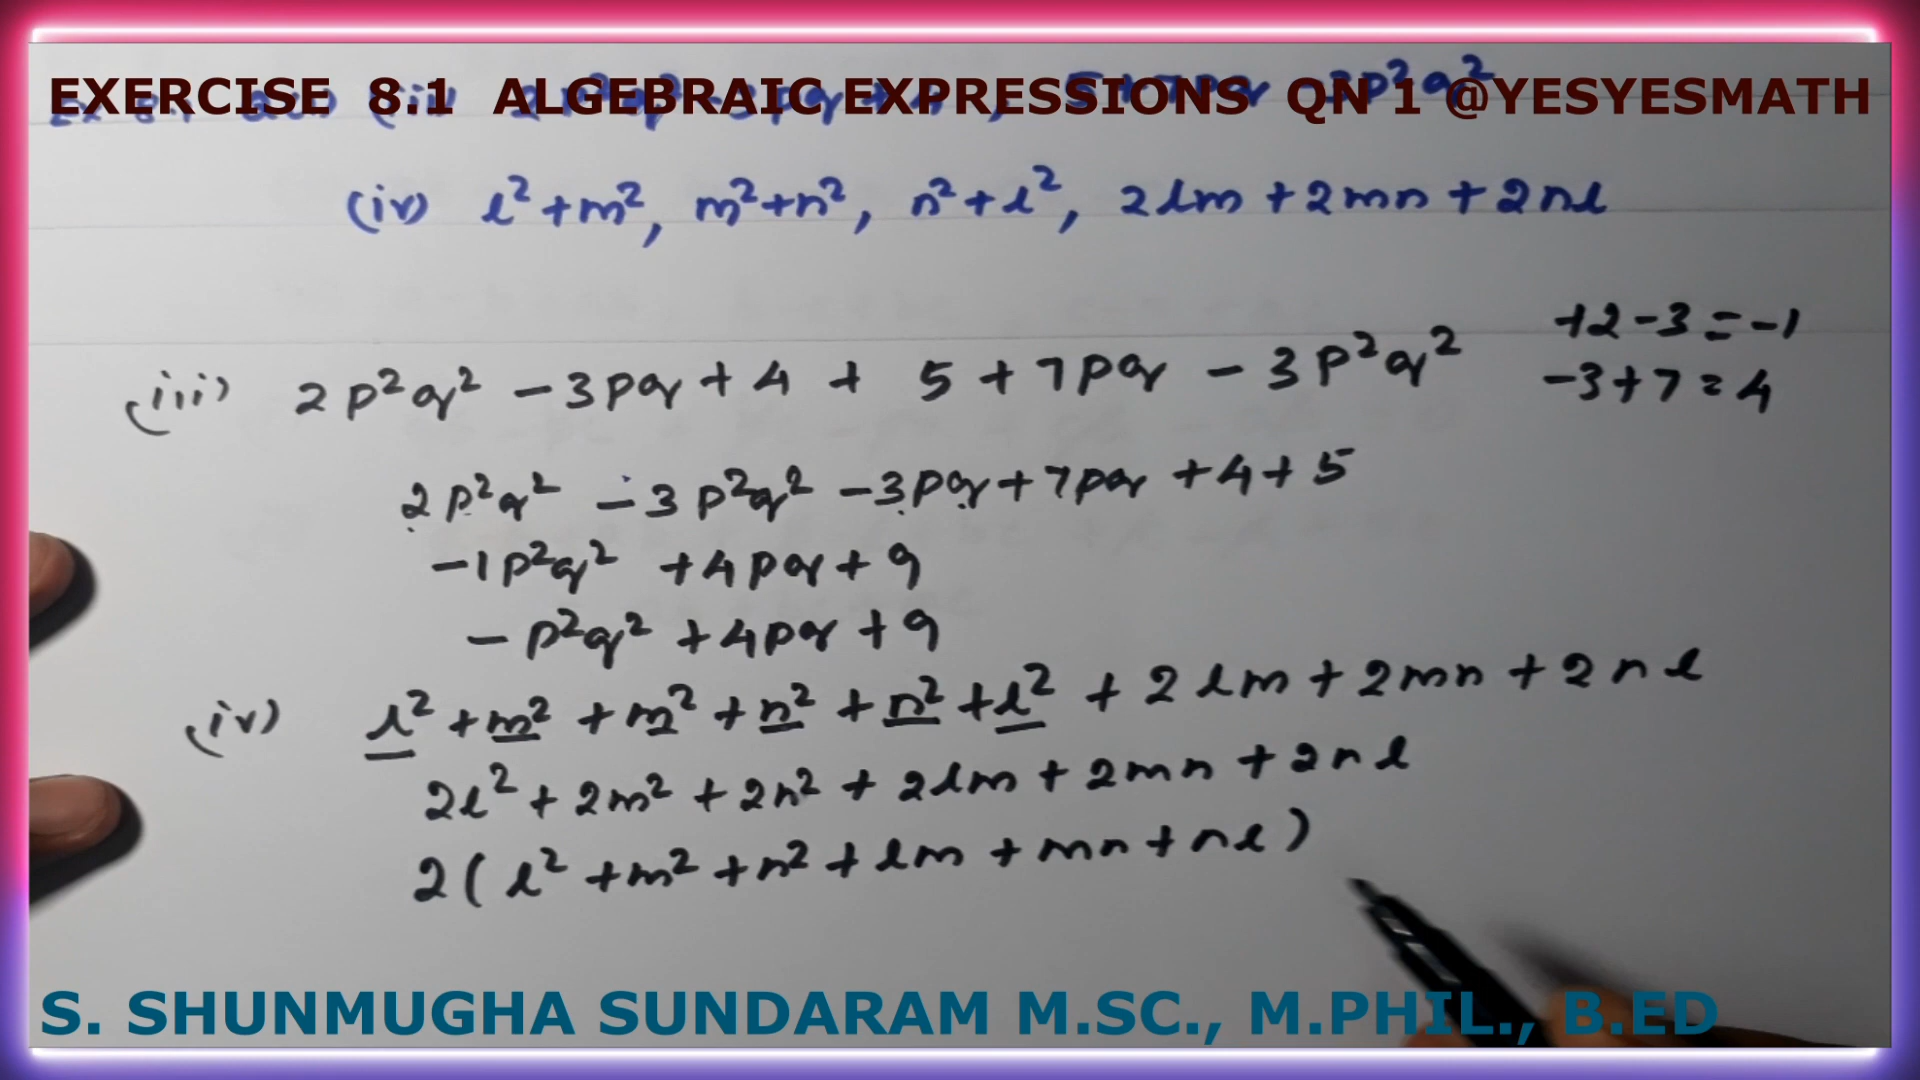 EXERCISE 8.1 ALGEBRAIC EXPRESSIONS QN 1 @YESYESMATH
(iv) l²+m², m²+n², n²+l², 2lm+2mn+2nl
+2-3=-1
(iii) 2p²q² -3pq+4 + 5+7pq -3p²q²
-3+7=4
2p²q² -3p²q² -3pq+7pq+4+5
-1p²q² +4pq+9
-p²q² +4pq+9
(iv) l²+m²+m²+n²+n²+l²+2lm+2mn+2nl
2l²+2m²+2n²+2lm+2mn+2nl
2(l²+m²+n²+lm+mn+nl)
S. SHUNMUGHA SUNDARAM M.SC., M.PHIL., B.ED